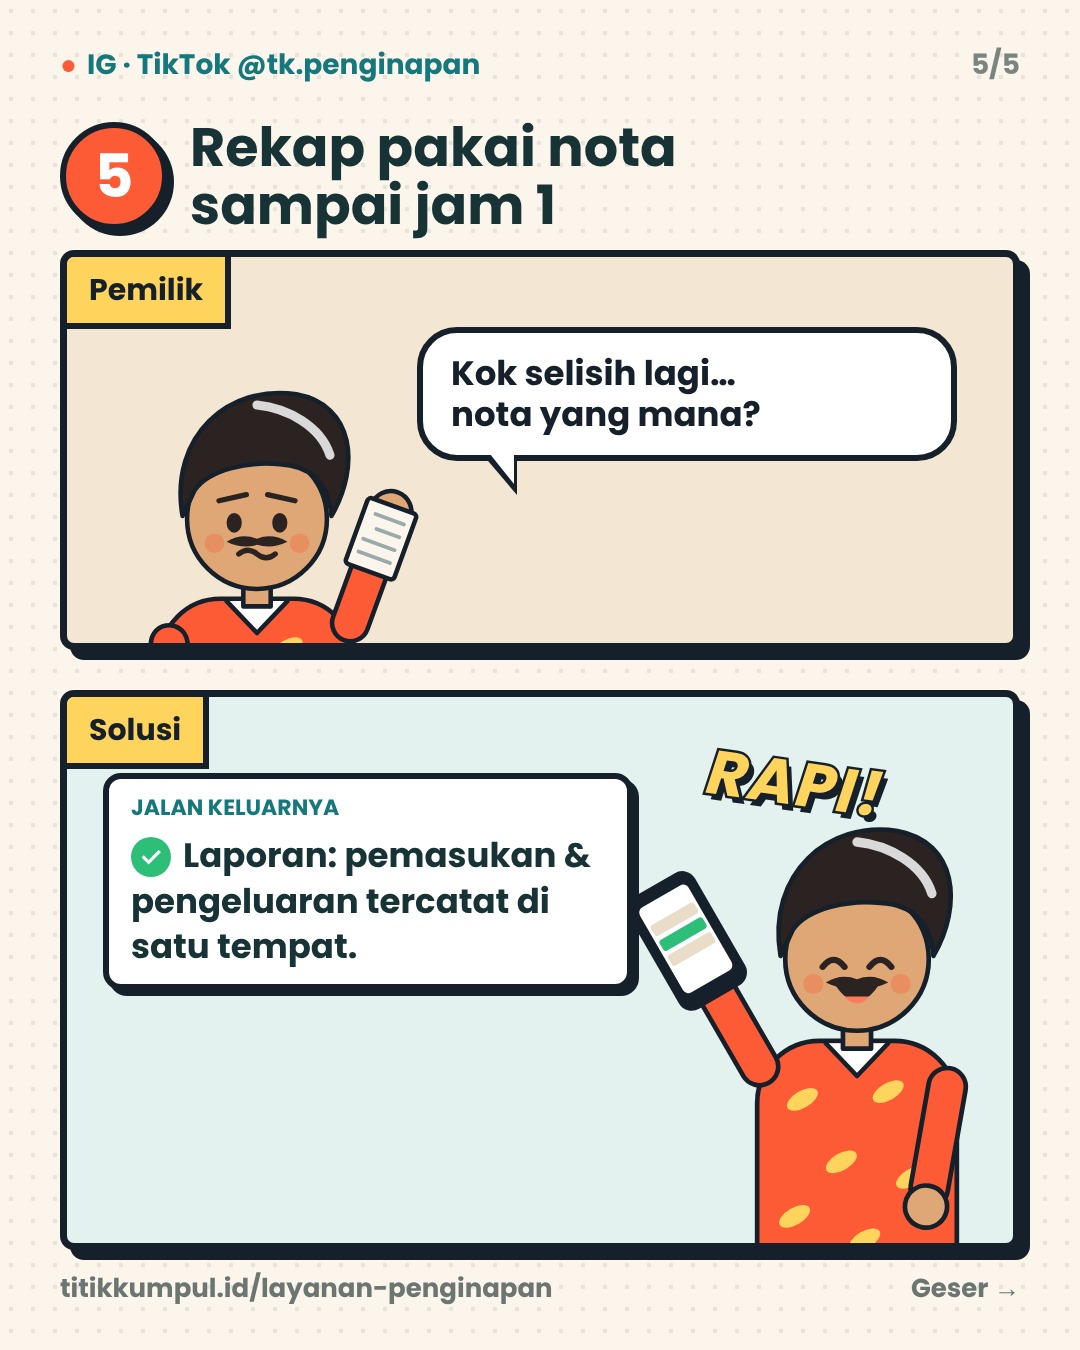 IG · TikTok @tk.penginapan
5/5
5
Rekap pakai nota
sampai jam 1
Pemilik
Kok selisih lagi...
nota yang mana?
Solusi
RAPI!
JALAN KELUARNYA
Laporan: pemasukan &
pengeluaran tercatat di
satu tempat.
titikkumpul.id/layanan-penginapan
Geser →